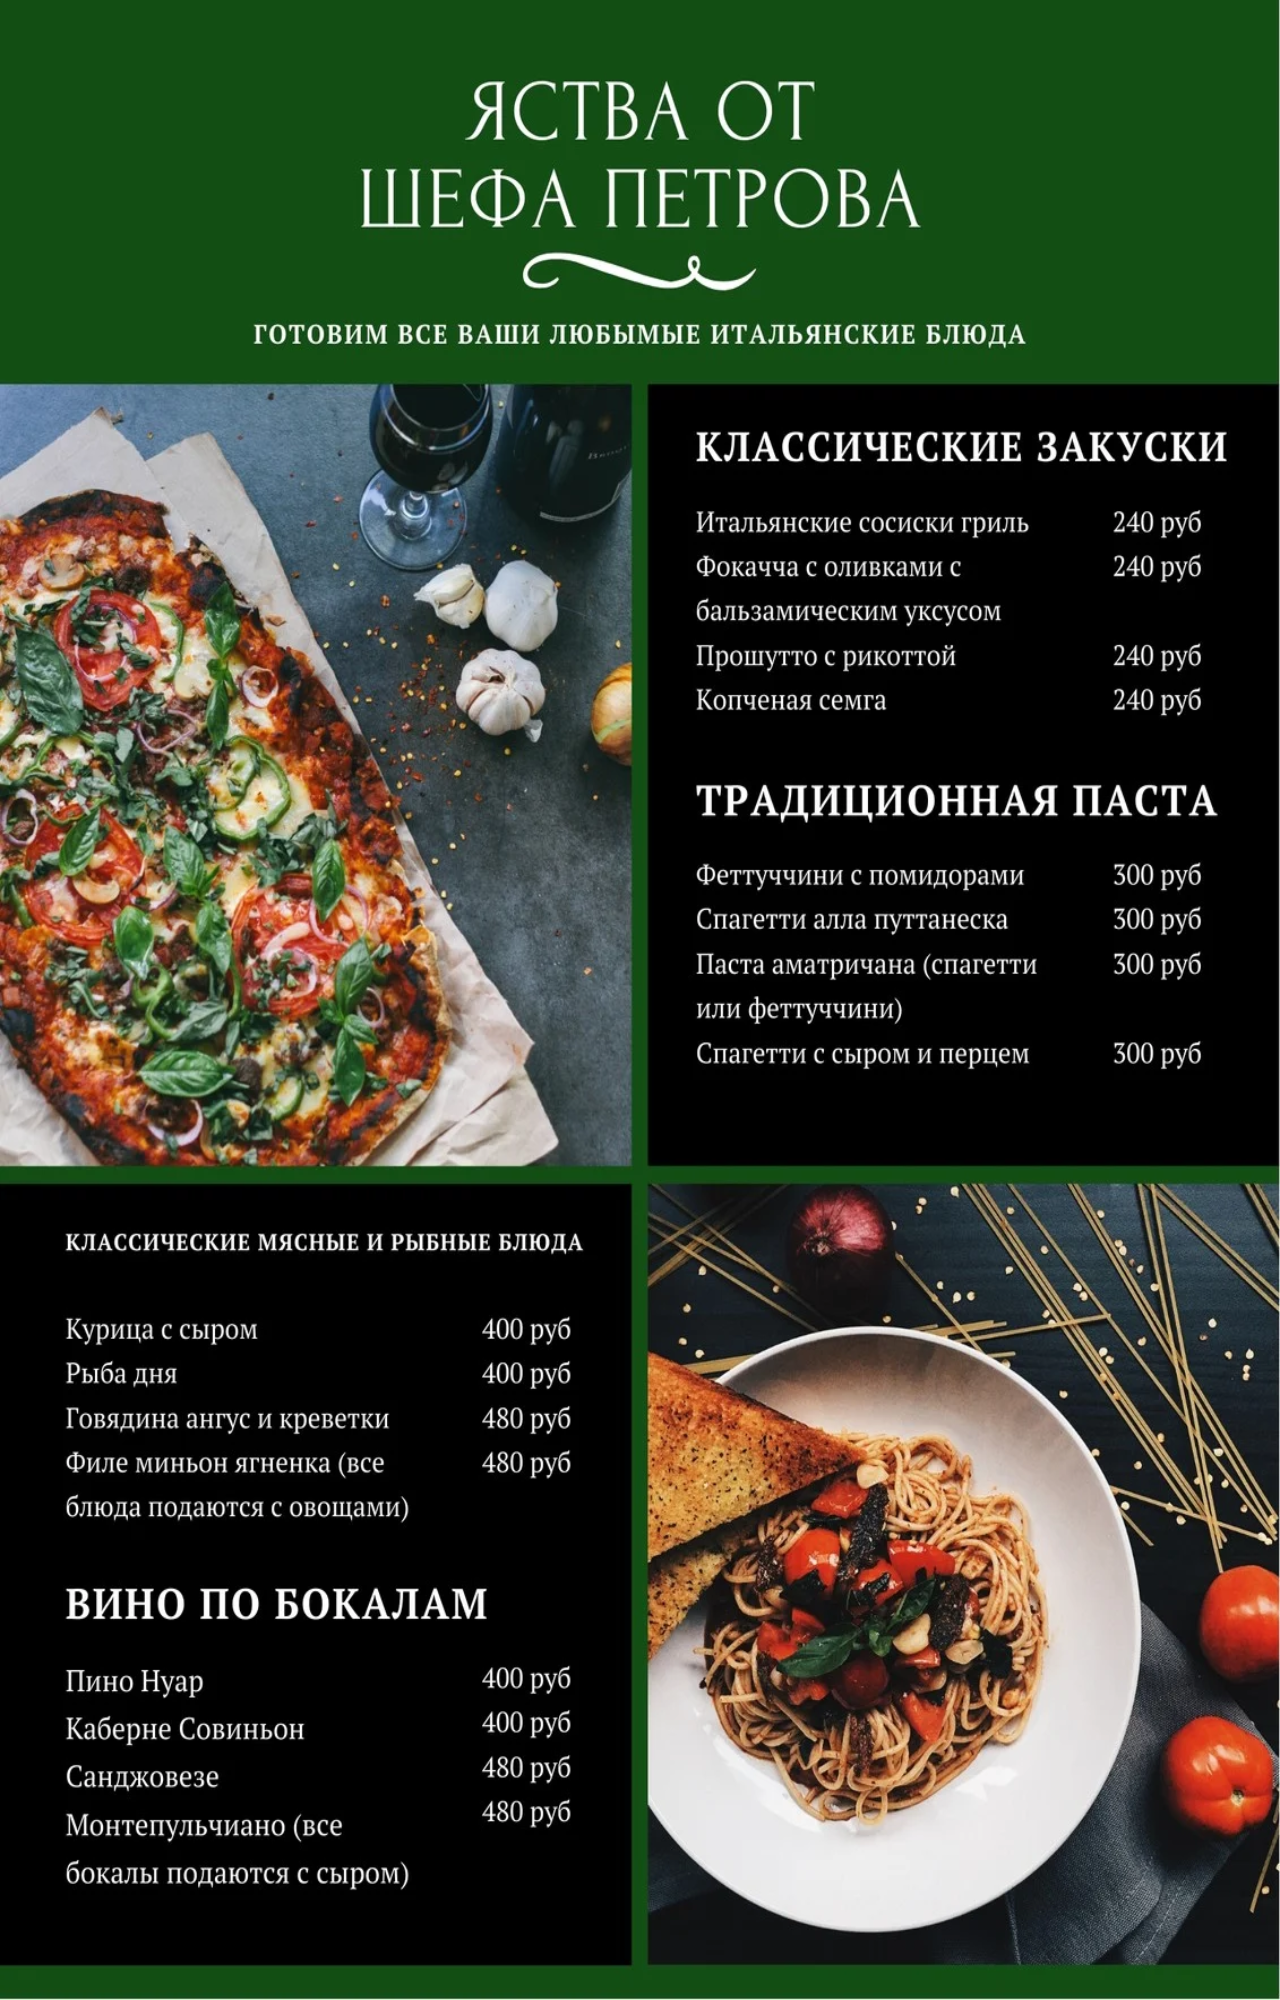 ЯСТВА ОТ
ШЕФА ПЕТРОВА
ГОТОВИМ ВСЕ ВАШИ ЛЮБЫМЫЕ ИТАЛЬЯНСКИЕ БЛЮДА
КЛАССИЧЕСКИЕ ЗАКУСКИ
Итальянские сосиски гриль 240 руб
Фокачча с оливками с 240 руб
бальзамическим уксусом
Прошутто с рикоттой 240 руб
Копченая семга 240 руб
ТРАДИЦИОННАЯ ПАСТА
Феттуччини с помидорами 300 руб
Спагетти алла путтанеска 300 руб
Паста аматричана (спагетти 300 руб
или феттуччини)
Спагетти с сыром и перцем 300 руб
КЛАССИЧЕСКИЕ МЯСНЫЕ И РЫБНЫЕ БЛЮДА
Курица с сыром 400 руб
Рыба дня 400 руб
Говядина ангус и креветки 480 руб
Филе миньон ягненка (все 480 руб
блюда подаются с овощами)
ВИНО ПО БОКАЛАМ
Пино Нуар 400 руб
Каберне Совиньон 400 руб
Санджовезе 480 руб
Монтепульчиано (все 480 руб
бокалы подаются с сыром)